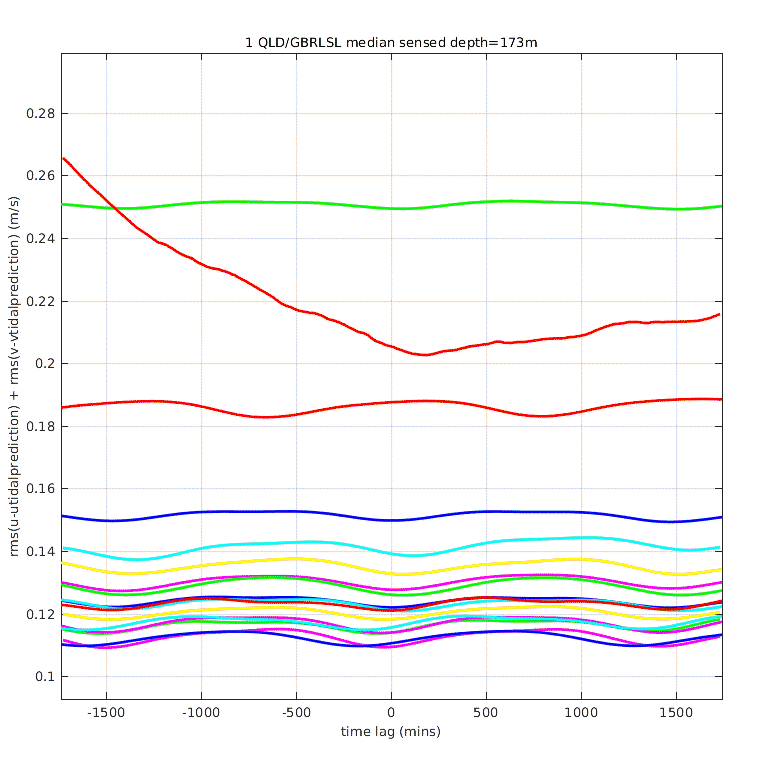 1 QLD/GBRLSL median sensed depth=173m
rms(u-utidalprediction) + rms(v-vtidalprediction) (m/s)
0.28
0.26
0.24
0.22
0.2
0.18
0.16
0.14
0.12
0.1
-1500 -1000 -500 0 500 1000 1500
time lag (mins)